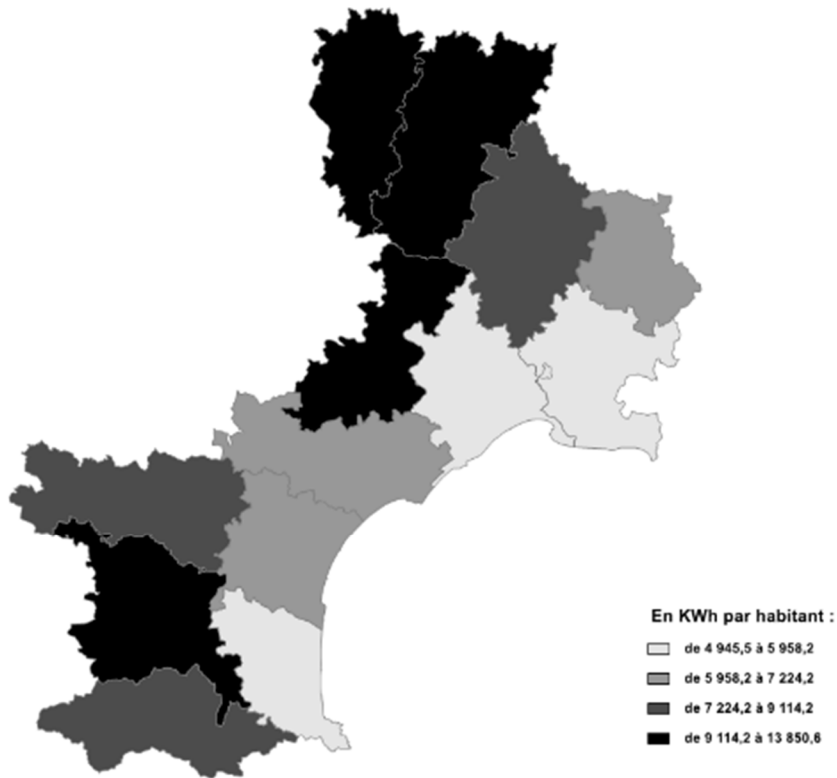 En KWh par habitant :
de 4 945,5 à 5 958,2
de 5 958,2 à 7 224,2
de 7 224,2 à 9 114,2
de 9 114,2 à 13 850,6